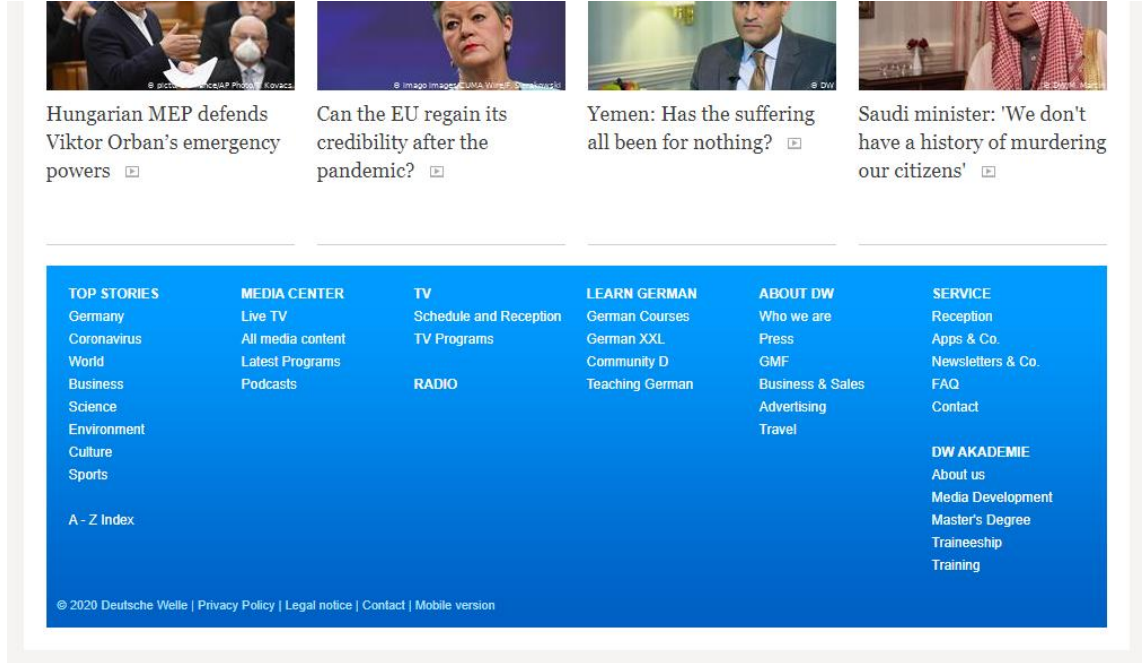 © DW
Hungarian MEP defends
Viktor Orban’s emergency
powers
Can the EU regain its
credibility after the
pandemic?
Yemen: Has the suffering
all been for nothing?
Saudi minister: 'We don't
have a history of murdering
our citizens'
TOP STORIES
Germany
Coronavirus
World
Business
Science
Environment
Culture
Sports
A - Z Index
MEDIA CENTER
Live TV
All media content
Latest Programs
Podcasts
TV
Schedule and Reception
TV Programs
RADIO
LEARN GERMAN
German Courses
German XXL
Community D
Teaching German
ABOUT DW
Who we are
Press
GMF
Business & Sales
Advertising
Travel
SERVICE
Reception
Apps & Co.
Newsletters & Co.
FAQ
Contact
DW AKADEMIE
About us
Media Development
Master's Degree
Traineeship
Training
© 2020 Deutsche Welle | Privacy Policy | Legal notice | Contact | Mobile version